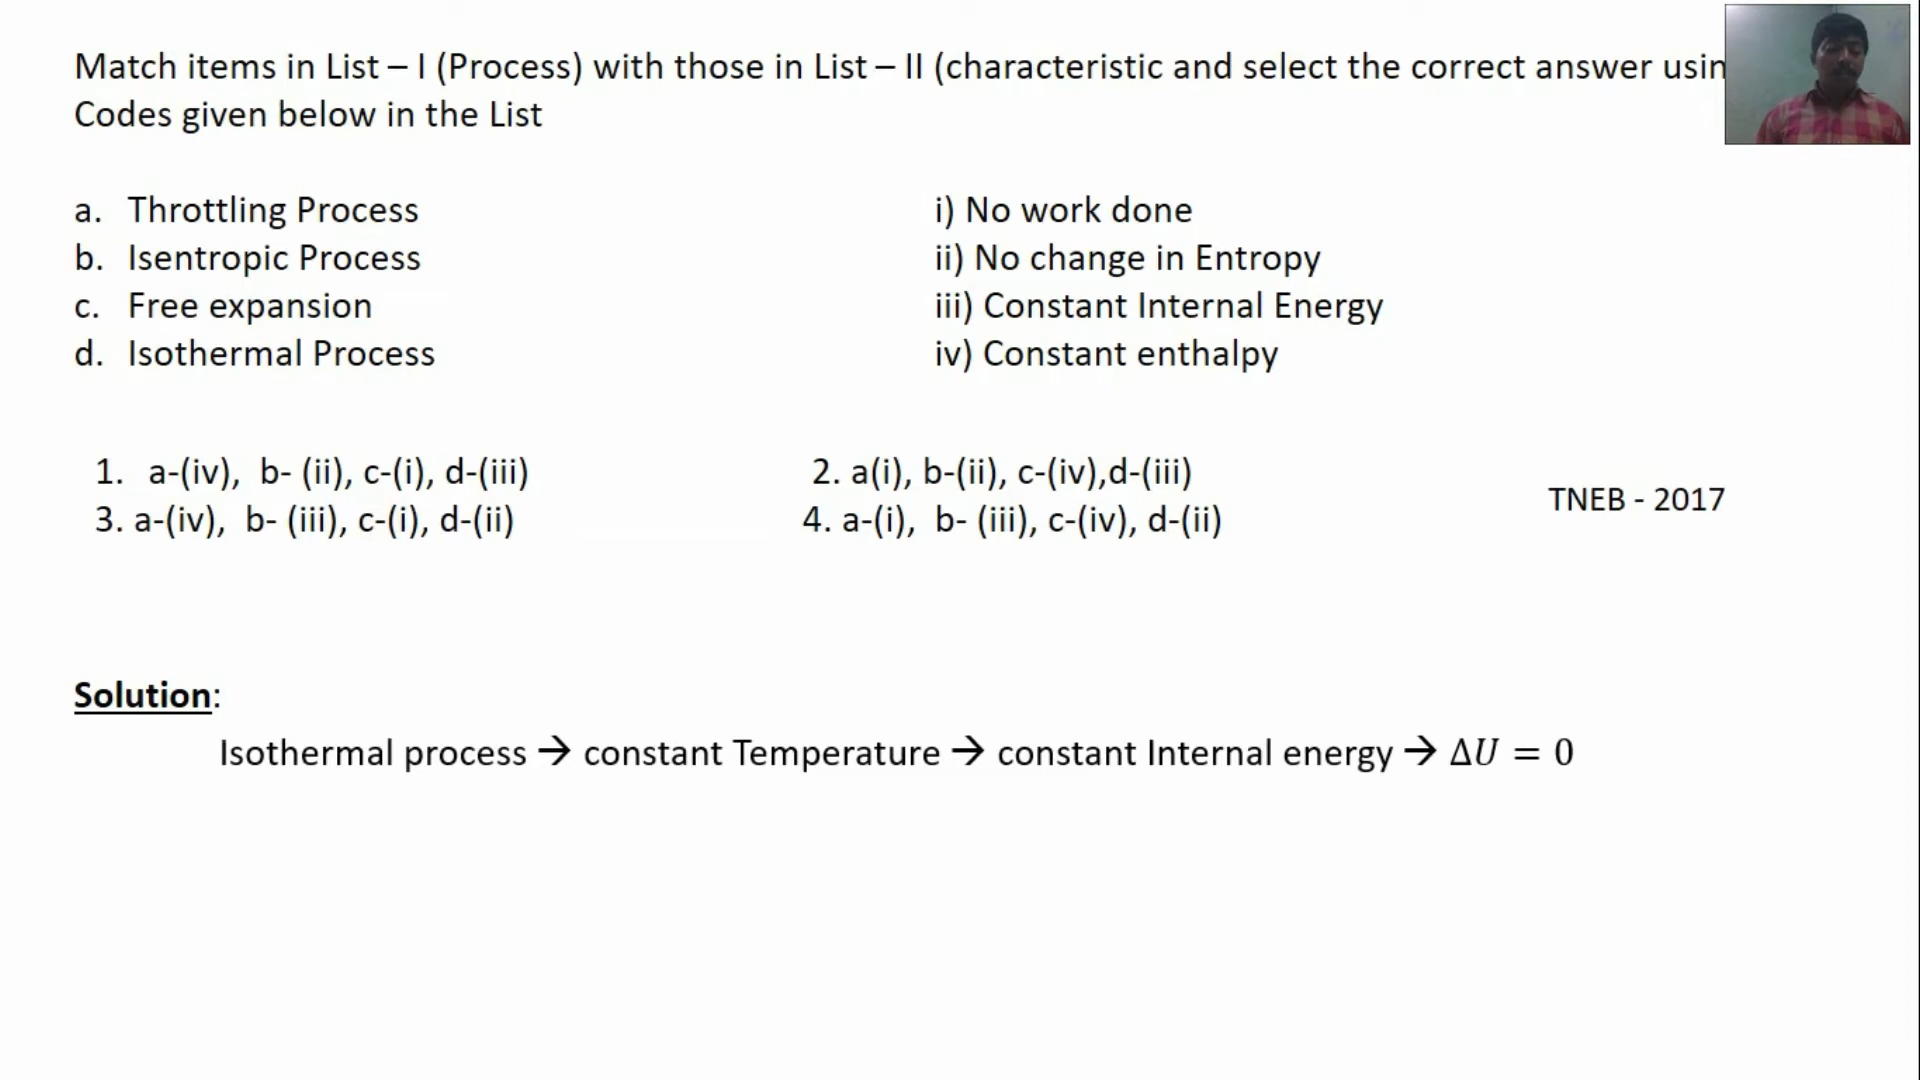 Match items in List – I (Process) with those in List – II (characteristic and select the correct answer usin
Codes given below in the List
a. Throttling Process
b. Isentropic Process
c. Free expansion
d. Isothermal Process
i) No work done
ii) No change in Entropy
iii) Constant Internal Energy
iv) Constant enthalpy
1. a-(iv), b- (ii), c-(i), d-(iii)
2. a(i), b-(ii), c-(iv),d-(iii)
3. a-(iv), b- (iii), c-(i), d-(ii)
4. a-(i), b- (iii), c-(iv), d-(ii)
TNEB - 2017
Solution:
Isothermal process → constant Temperature → constant Internal energy → ΔU = 0